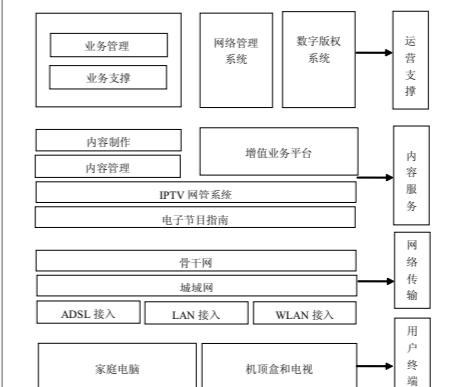 业务管理
业务支撑
网络管理
系统
数字版权
系统
运
营
支
撑
内容制作
内容管理
增值业务平台
IPTV 网管系统
电子节目指南
内
容
服
务
骨干网
城域网
ADSL 接入
LAN 接入
WLAN 接入
网
络
传
输
家庭电脑
机顶盒和电视
用
户
终
端